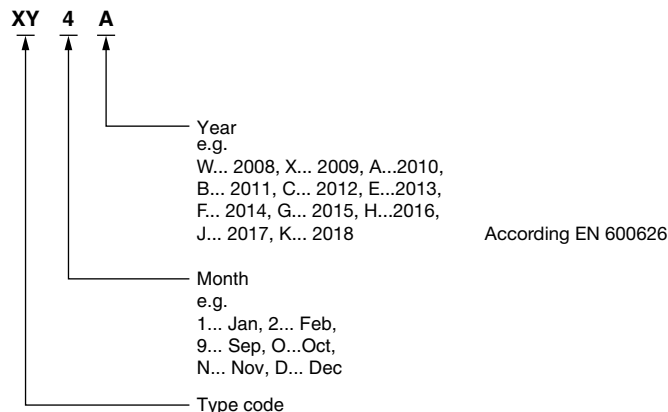 XY 4 A
Year
e.g.
W... 2008, X... 2009, A...2010,
B... 2011, C... 2012, E...2013,
F... 2014, G... 2015, H...2016,
J... 2017, K... 2018 According EN 600626
Month
e.g.
1... Jan, 2... Feb,
9... Sep, O...Oct,
N... Nov, D... Dec
Type code